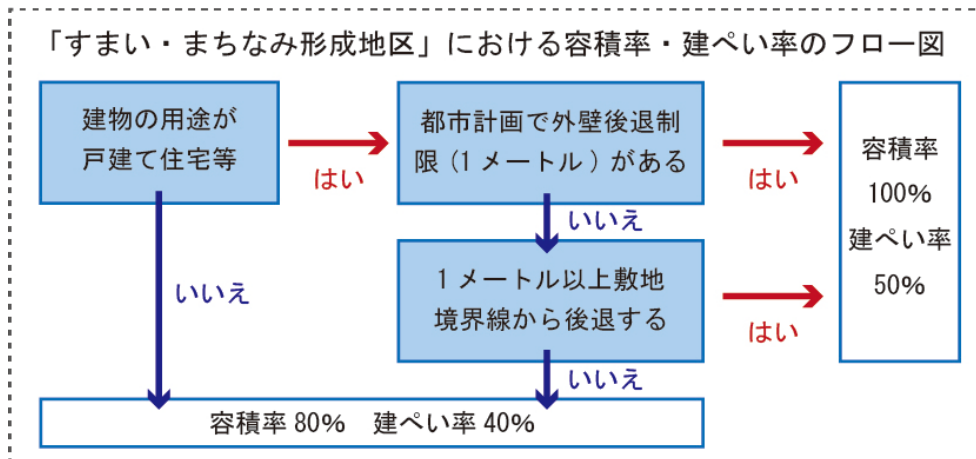 「すまい・まちなみ形成地区」における容積率・建ぺい率のフロー図
建物の用途が
戸建て住宅等
はい
都市計画で外壁後退制
限(1メートル)がある
はい
容積率
100%
建ぺい率
50%
いいえ
いいえ
1メートル以上敷地
境界線から後退する
はい
いいえ
容積率80% 建ぺい率40%